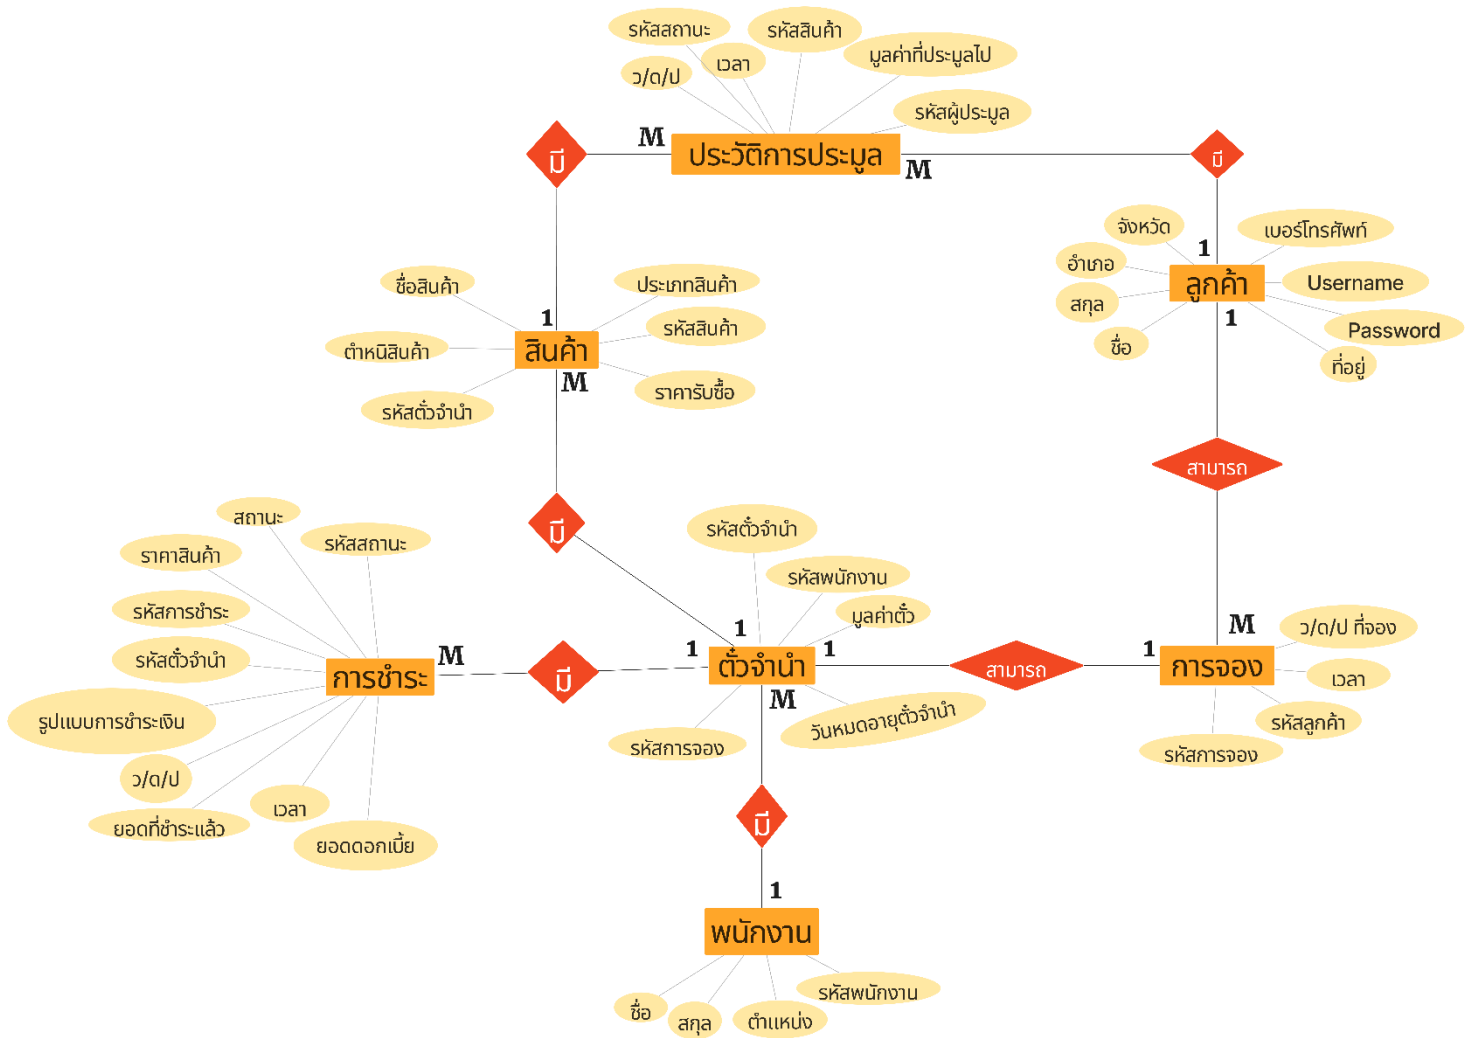 รหัสสถานะ
รหัสสินค้า
มูลค่าที่ประมูลไป
เวลา
ว/ด/ป
รหัสผู้ประมูล
M
ประวัติการประมูล
M
มี
มี
จังหวัด
เบอร์โทรศัพท์
1
อำเภอ
ลูกค้า
Username
สกุล
1
Password
ชื่อ
ที่อยู่
ชื่อสินค้า
ประเภทสินค้า
1
รหัสสินค้า
ตำหนิสินค้า
สินค้า
M
ราคารับซื้อ
รหัสตั๋วจำนำ
สามารถ
มี
สถานะ
รหัสสถานะ
ราคาสินค้า
รหัสการชำระ
รหัสตั๋วจำนำ
M
การชำระ
รูปแบบการชำระเงิน
ว/ด/ป
ยอดที่ชำระแล้ว
เวลา
ยอดดอกเบี้ย
มี
รหัสตั๋วจำนำ
รหัสพนักงาน
มูลค่าตั๋ว
1
1
1
ตั๋วจำนำ
M
รหัสการจอง
วันหมดอายุตั๋วจำนำ
สามารถ
M
ว/ด/ป ที่จอง
1
การจอง
เวลา
รหัสลูกค้า
รหัสการจอง
มี
1
พนักงาน
รหัสพนักงาน
ชื่อ
สกุล
ตำแหน่ง